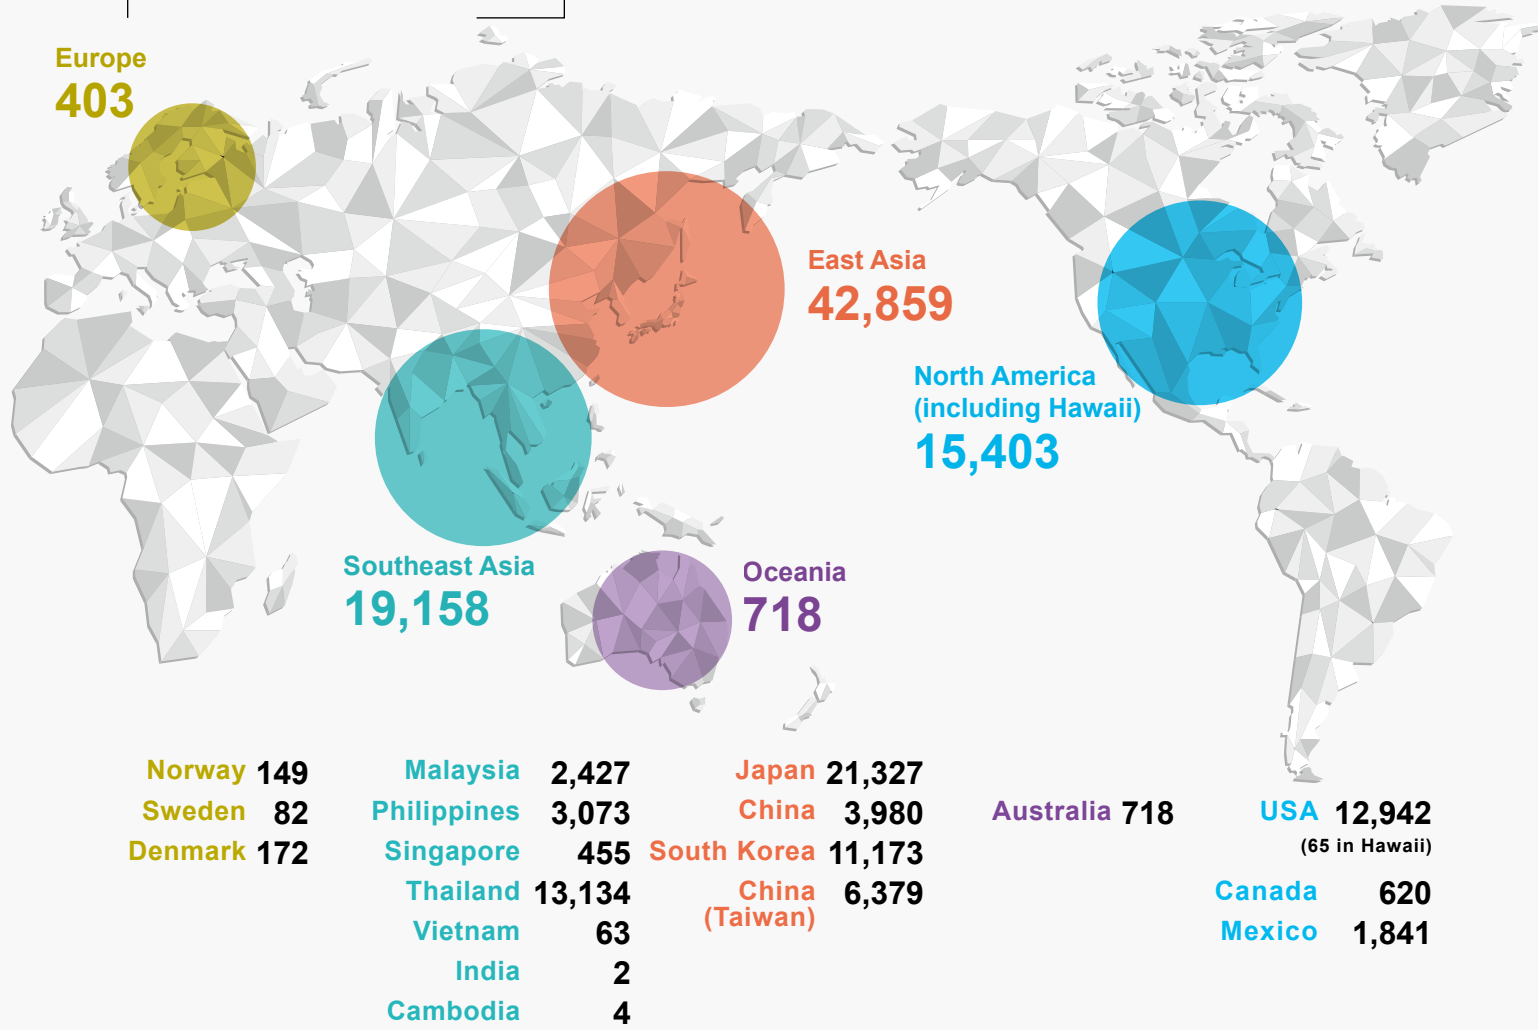 Europe
403
East Asia
42,859
North America
(including Hawaii)
15,403
Southeast Asia
19,158
Oceania
718
Norway 149
Sweden 82
Denmark 172
Malaysia 2,427
Philippines 3,073
Singapore 455
Thailand 13,134
Vietnam 63
India 2
Cambodia 4
Japan 21,327
China 3,980
South Korea 11,173
China 6,379
(Taiwan)
Australia 718
USA 12,942
(65 in Hawaii)
Canada 620
Mexico 1,841